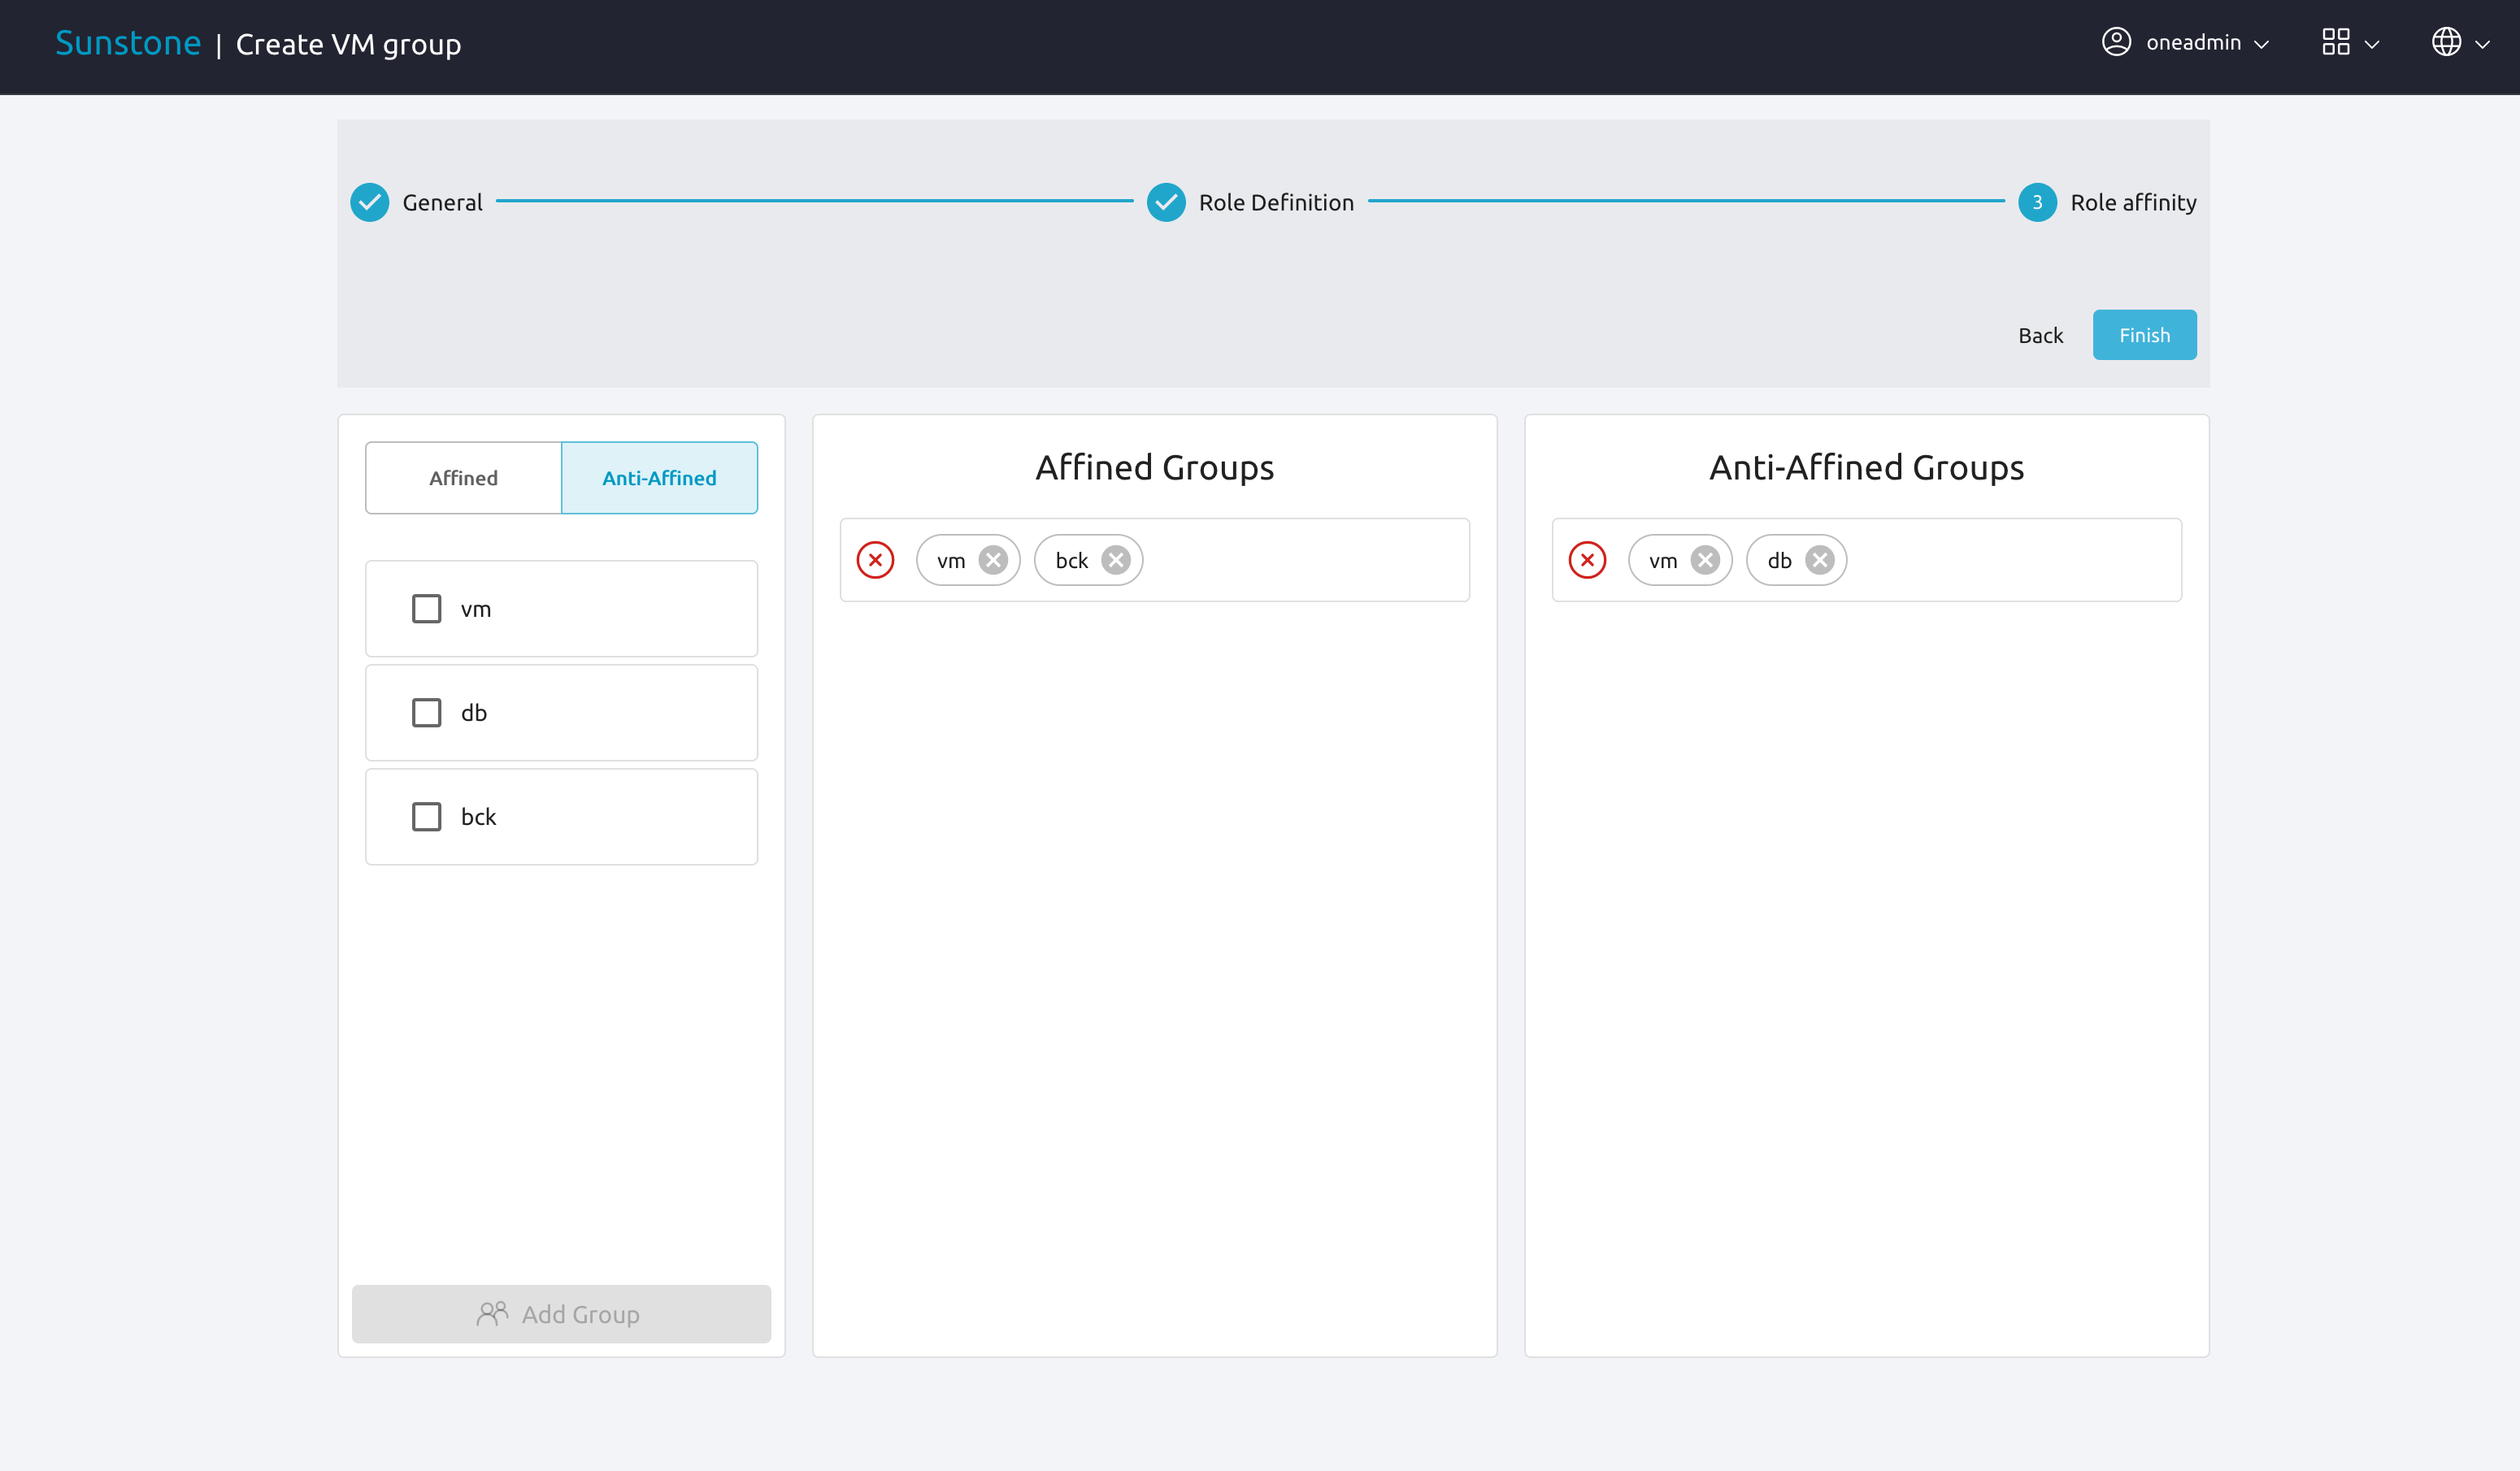 Sunstone | Create VM group
oneadmin
General
Role Definition
3 Role affinity
Back
Finish
Affined
Anti-Affined
vm
db
bck
Add Group
Affined Groups
vm
bck
Anti-Affined Groups
vm
db